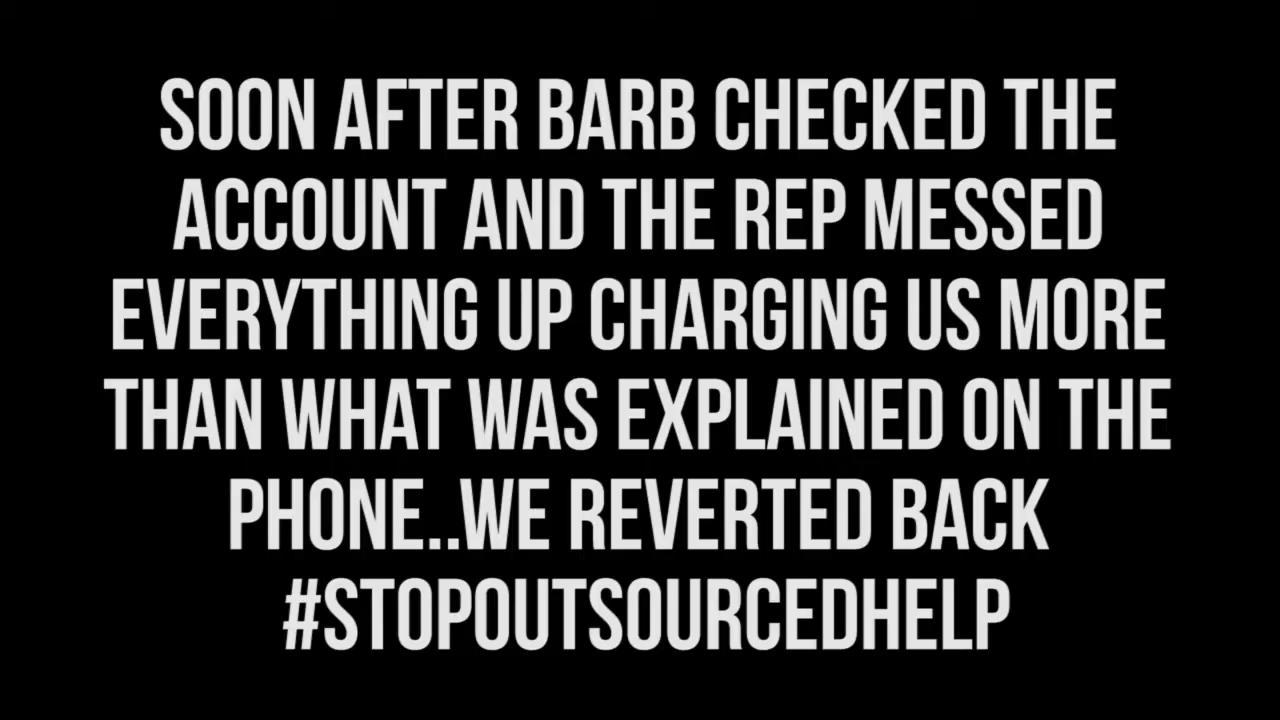 SOON AFTER BARB CHECKED THE
ACCOUNT AND THE REP MESSED
EVERYTHING UP CHARGING US MORE
THAN WHAT WAS EXPLAINED ON THE
PHONE..WE REVERTED BACK
#STOPOUTSOURCEDHELP